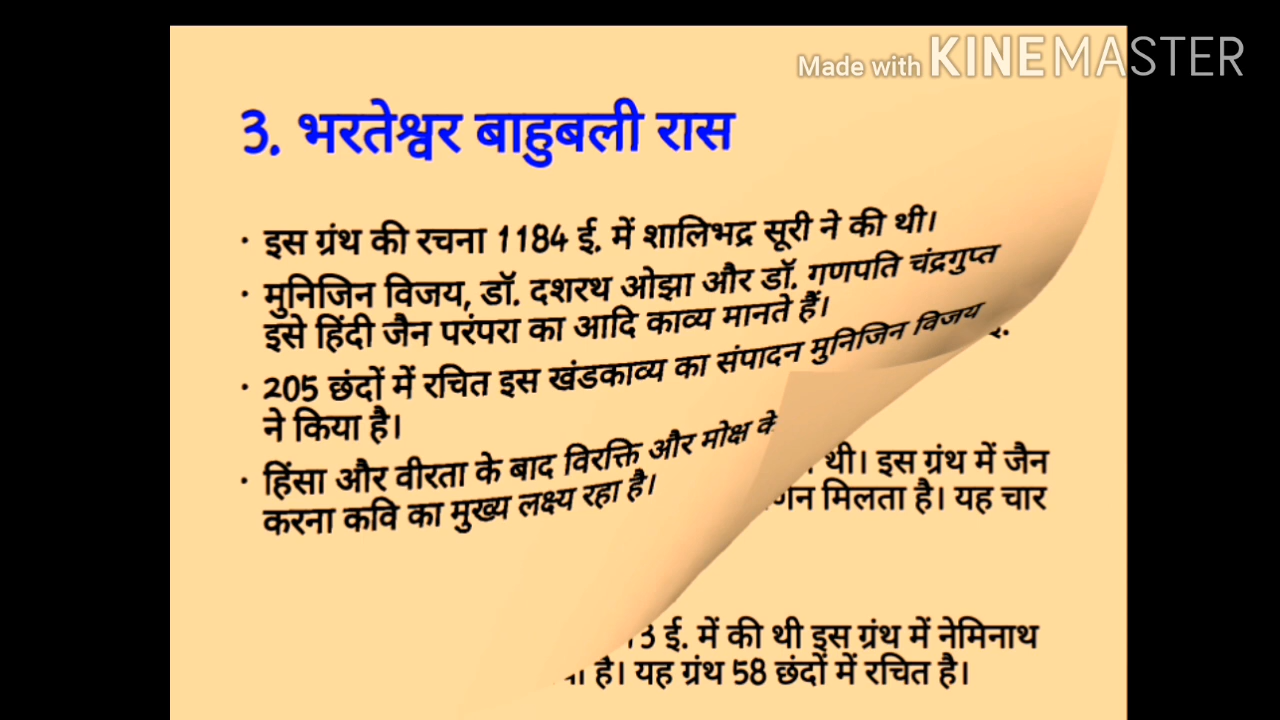 Made with KINEMASTER
3. भरतेश्वर बाहुबली रास
• इस ग्रंथ की रचना 1184 ई. में शालिभद्र सूरी ने की थी।
• मुनिजिन विजय, डॉ. दशरथ ओझा और डॉ. गणपति चंद्रगुप्त
इसे हिंदी जैन परंपरा का आदि काव्य मानते हैं।
• 205 छंदों में रचित इस खंडकाव्य का संपादन मुनिजिन विजय
ने किया है।
• हिंसा और वीरता के बाद विरक्ति और मोक्ष के
थी। इस ग्रंथ में जैन
करना कवि का मुख्य लक्ष्य रहा है।
मिलता है। यह चार
ई. में की थी इस ग्रंथ में नेमिनाथ
है। यह ग्रंथ 58 छंदों में रचित है।